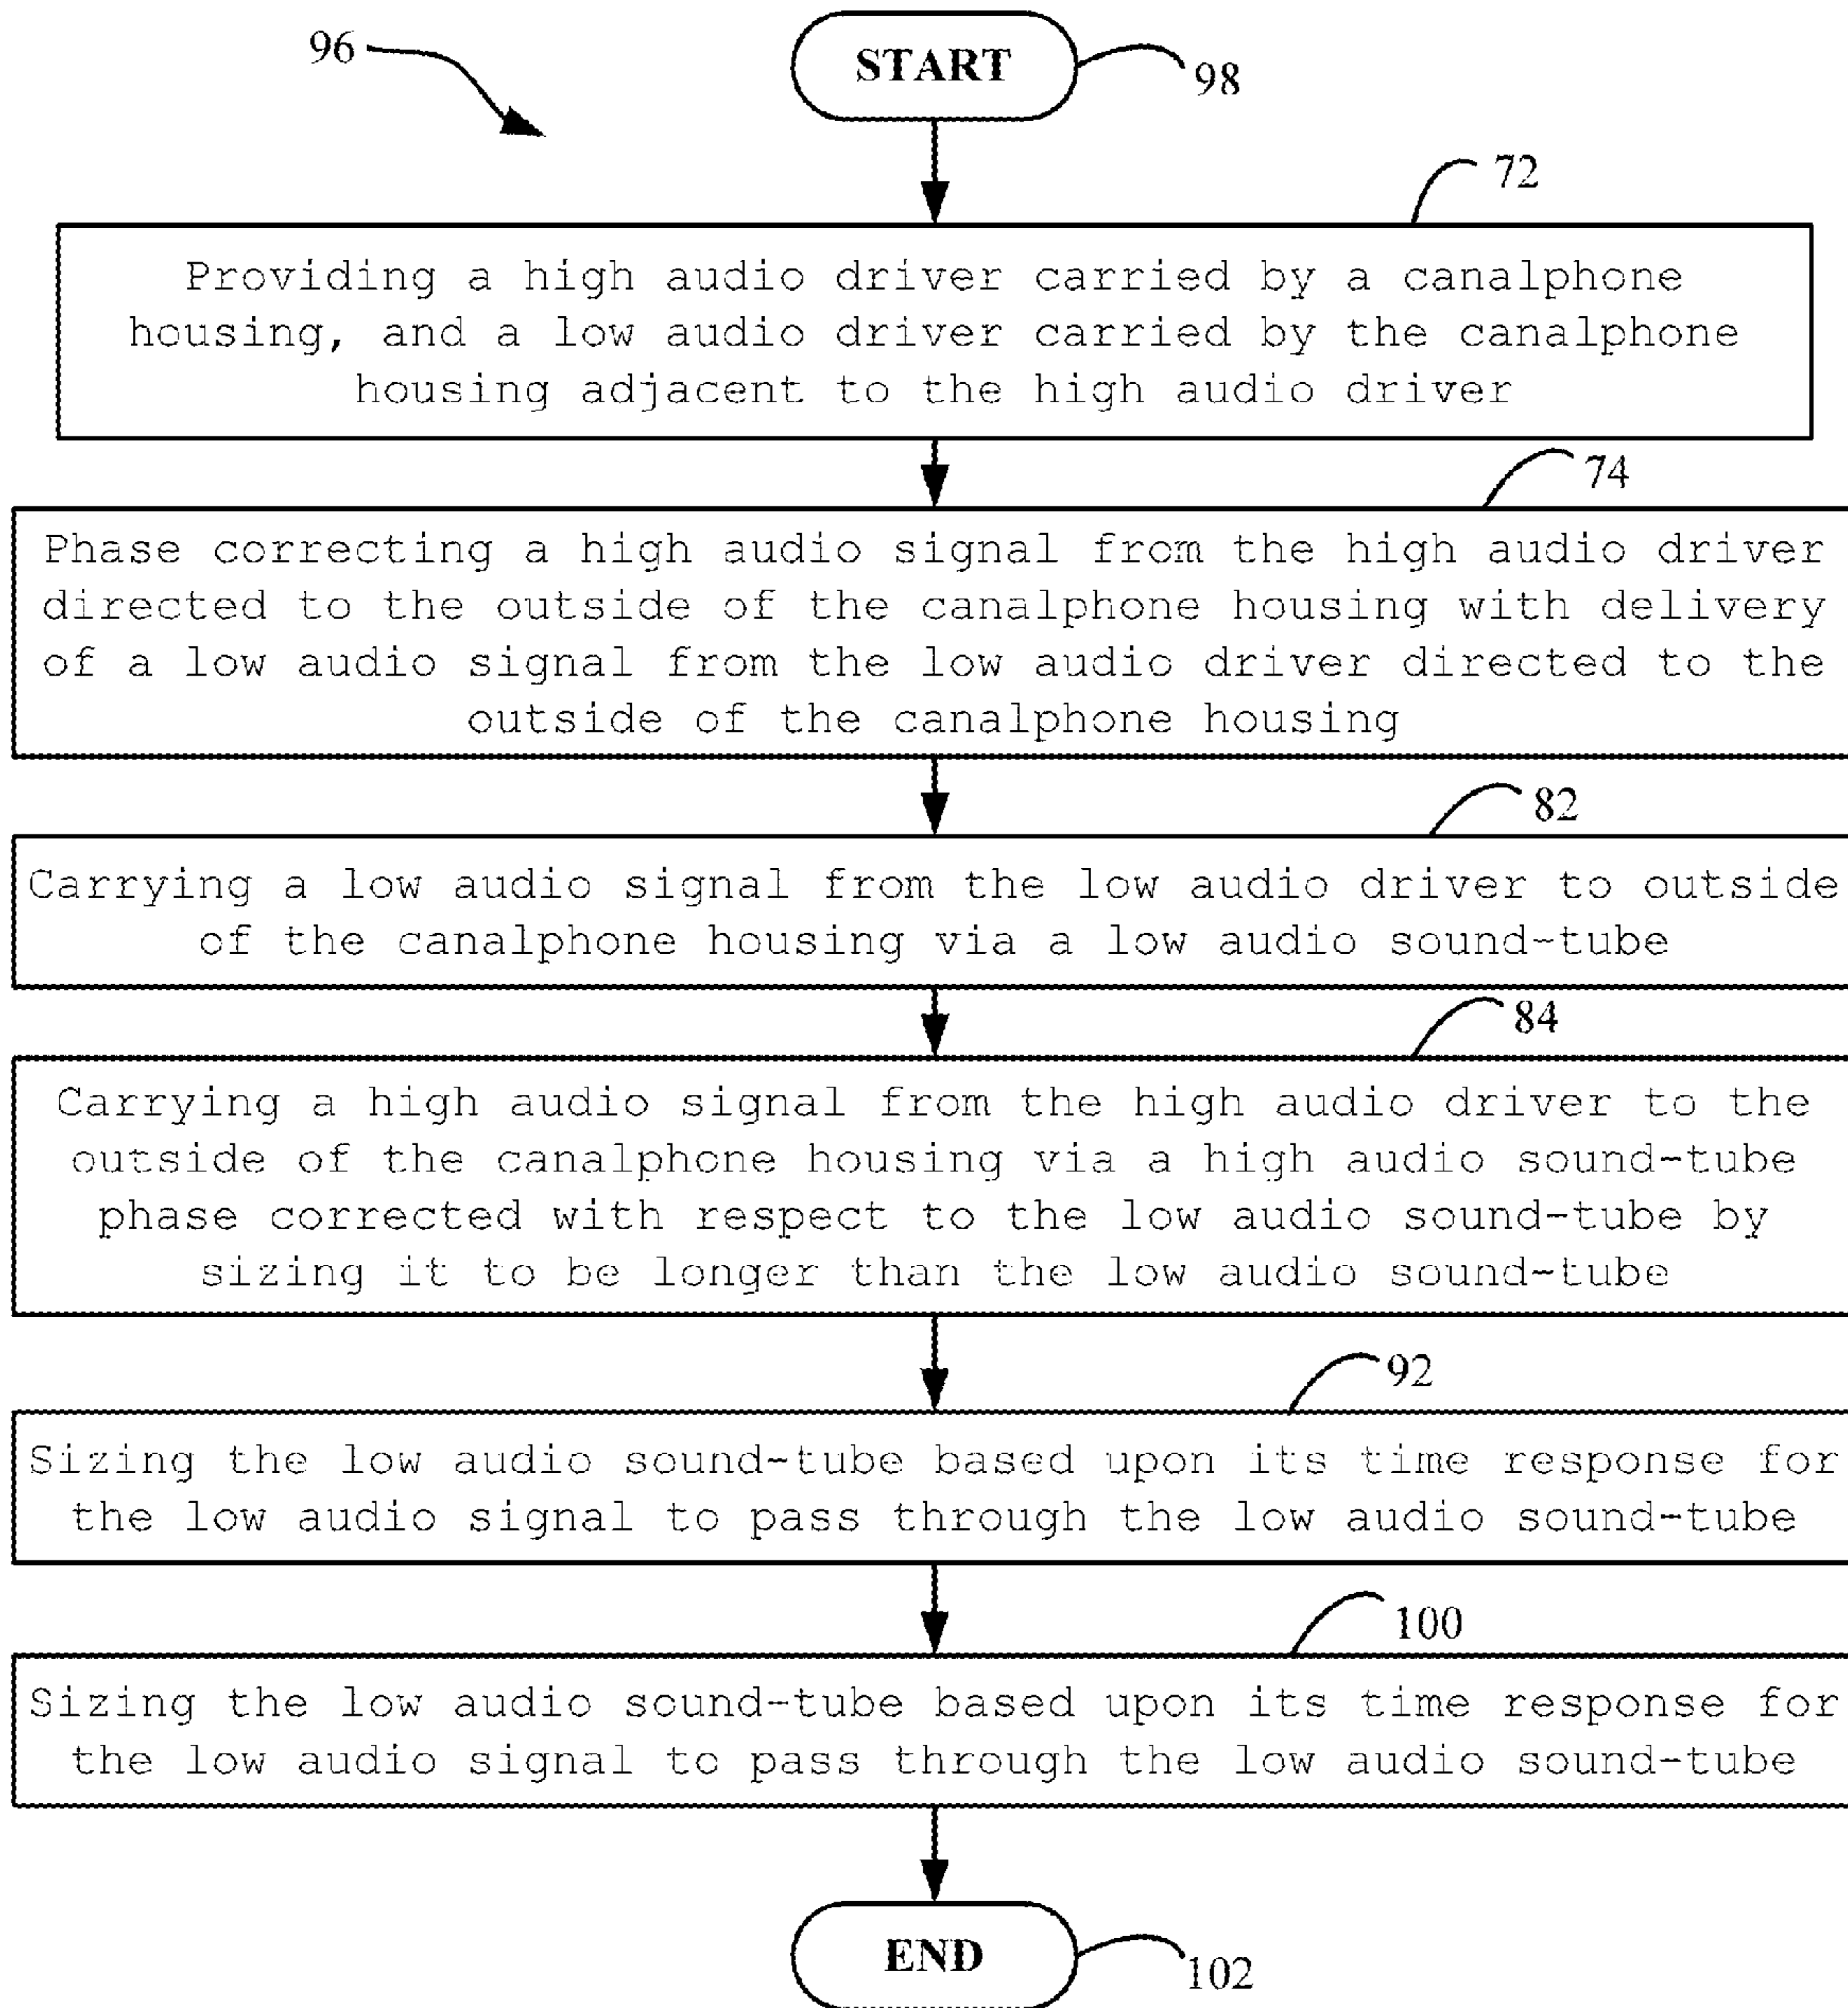 96
START
98
72
Providing a high audio driver carried by a canalphone
housing, and a low audio driver carried by the canalphone
housing adjacent to the high audio driver
74
Phase correcting a high audio signal from the high audio driver
directed to the outside of the canalphone housing with delivery
of a low audio signal from the low audio driver directed to the
outside of the canalphone housing
82
Carrying a low audio signal from the low audio driver to outside
of the canalphone housing via a low audio sound-tube
84
Carrying a high audio signal from the high audio driver to the
outside of the canalphone housing via a high audio sound-tube
phase corrected with respect to the low audio sound-tube by
sizing it to be longer than the low audio sound-tube
92
Sizing the low audio sound-tube based upon its time response for
the low audio signal to pass through the low audio sound-tube
100
Sizing the low audio sound-tube based upon its time response for
the low audio signal to pass through the low audio sound-tube
END
102